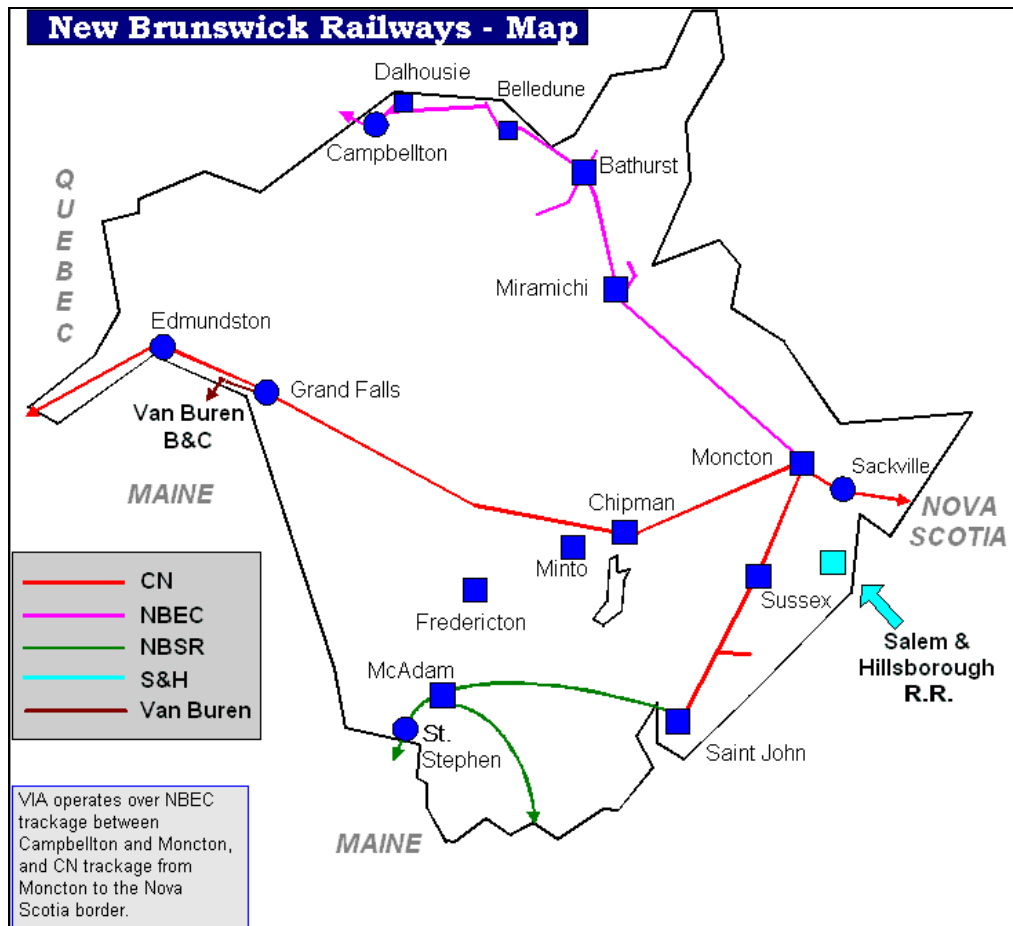 New Brunswick Railways - Map
Dalhousie
Belledune
Campbellton
Bathurst
QUEBEC
Miramichi
Edmundston
Grand Falls
Van Buren
B&C
MAINE
Moncton
Sackville
Chipman
NOVA
SCOTIA
Minto
Fredericton
Sussex
CN
NBEC
NBSR
S&H
Van Buren
Salem &
Hillsborough
R.R.
McAdam
St.
Stephen
Saint John
MAINE
VIA operates over NBEC
trackage between
Campbellton and Moncton,
and CN trackage from
Moncton to the Nova
Scotia border.